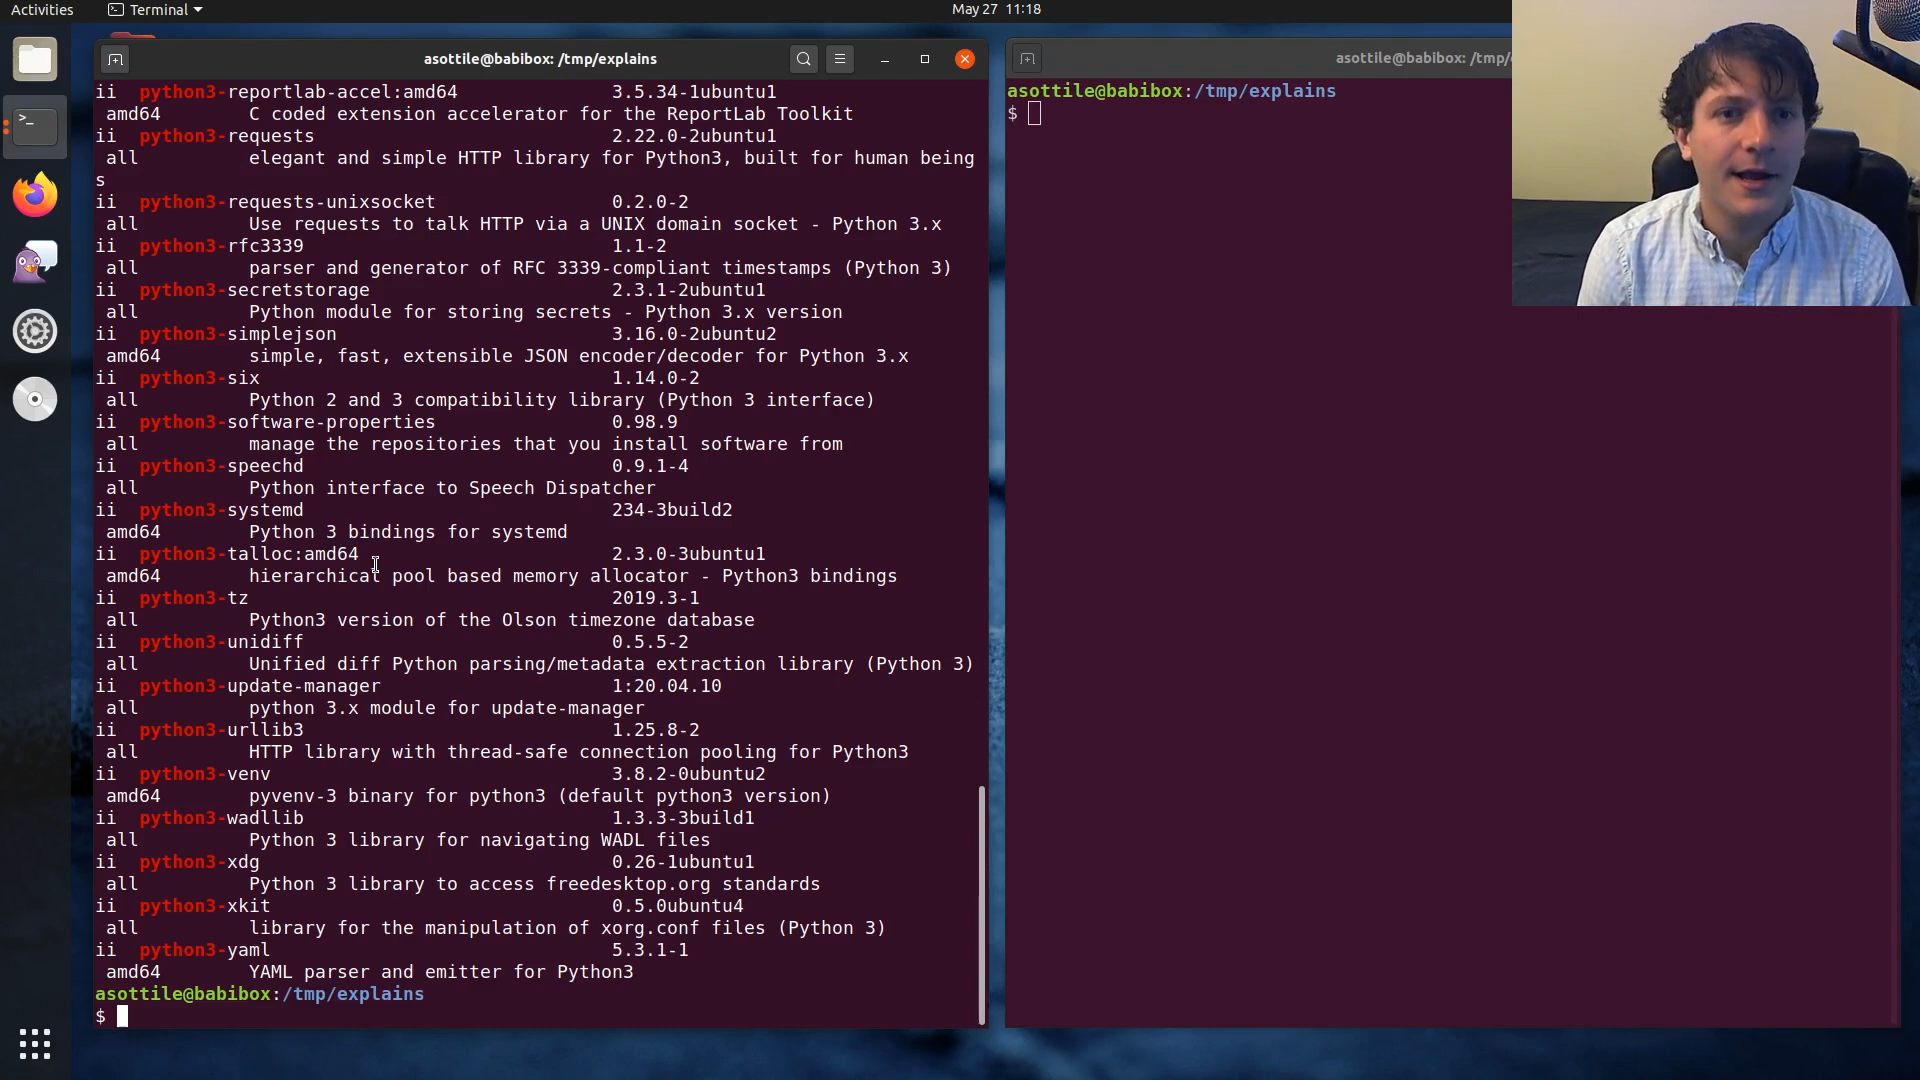 Activities
Terminal
May 27 11:18
asottile@babibox: /tmp/explains
ii python3-reportlab-accel:amd64 3.5.34-1ubuntu1
amd64 C coded extension accelerator for the ReportLab Toolkit
ii python3-requests 2.22.0-2ubuntu1
all elegant and simple HTTP library for Python3, built for human being
s
ii python3-requests-unixsocket 0.2.0-2
all Use requests to talk HTTP via a UNIX domain socket - Python 3.x
ii python3-rfc3339 1.1-2
all parser and generator of RFC 3339-compliant timestamps (Python 3)
ii python3-secretstorage 2.3.1-2ubuntu1
all Python module for storing secrets - Python 3.x version
ii python3-simplejson 3.16.0-2ubuntu2
amd64 simple, fast, extensible JSON encoder/decoder for Python 3.x
ii python3-six 1.14.0-2
all Python 2 and 3 compatibility library (Python 3 interface)
ii python3-software-properties 0.98.9
all manage the repositories that you install software from
ii python3-speechd 0.9.1-4
all Python interface to Speech Dispatcher
ii python3-systemd 234-3build2
amd64 Python 3 bindings for systemd
ii python3-talloc:amd64 2.3.0-3ubuntu1
amd64 hierarchical pool based memory allocator - Python3 bindings
ii python3-tz 2019.3-1
all Python3 version of the Olson timezone database
ii python3-unidiff 0.5.5-2
all Unified diff Python parsing/metadata extraction library (Python 3)
ii python3-update-manager 1:20.04.10
all python 3.x module for update-manager
ii python3-urllib3 1.25.8-2
all HTTP library with thread-safe connection pooling for Python3
ii python3-venv 3.8.2-0ubuntu2
amd64 pyvenv-3 binary for python3 (default python3 version)
ii python3-wadllib 1.3.3-3build1
all Python 3 library for navigating WADL files
ii python3-xdg 0.26-1ubuntu1
all Python 3 library to access freedesktop.org standards
ii python3-xkit 0.5.0ubuntu4
all library for the manipulation of xorg.conf files (Python 3)
ii python3-yaml 5.3.1-1
amd64 YAML parser and emitter for Python3
asottile@babibox:/tmp/explains
$
asottile@babibox: /tmp/
asottile@babibox:/tmp/explains
$